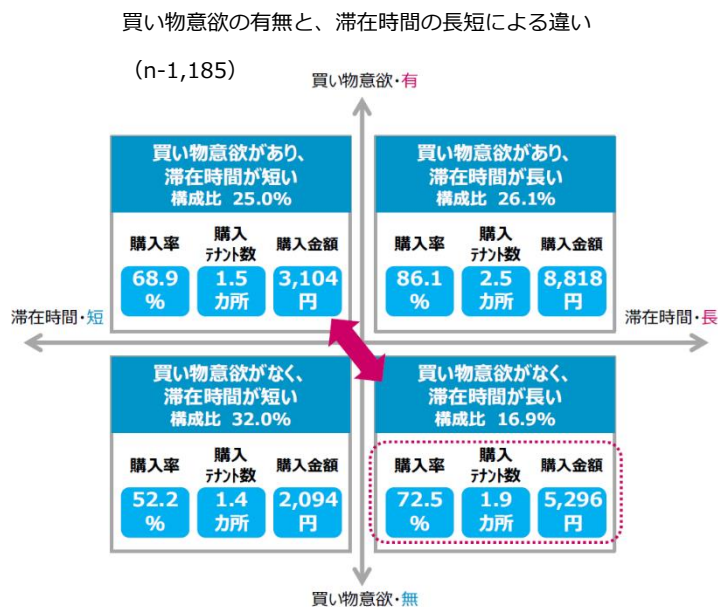 買い物意欲の有無と、滞在時間の長短による違い
（n-1,185）
買い物意欲・有
買い物意欲があり、
滞在時間が短い
構成比 25.0%
購入率
購入
テナント数
購入金額
68.9
%
1.5
カ所
3,104
円
買い物意欲があり、
滞在時間が長い
構成比 26.1%
購入率
購入
テナント数
購入金額
86.1
%
2.5
カ所
8,818
円
滞在時間・短
滞在時間・長
買い物意欲がなく、
滞在時間が短い
構成比 32.0%
購入率
購入
テナント数
購入金額
52.2
%
1.4
カ所
2,094
円
買い物意欲がなく、
滞在時間が長い
構成比 16.9%
購入率
購入
テナント数
購入金額
72.5
%
1.9
カ所
5,296
円
買い物意欲・無